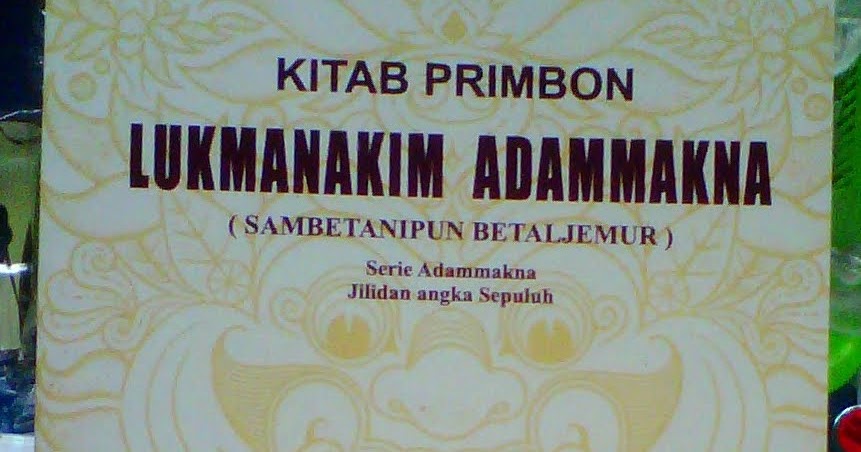 KITAB PRIMBON
LUKMANAKIM ADAMMAKNA
( SAMBETANIPUN BETALJEMUR )
Serie Adammakna
Jilidan angka Sepuluh